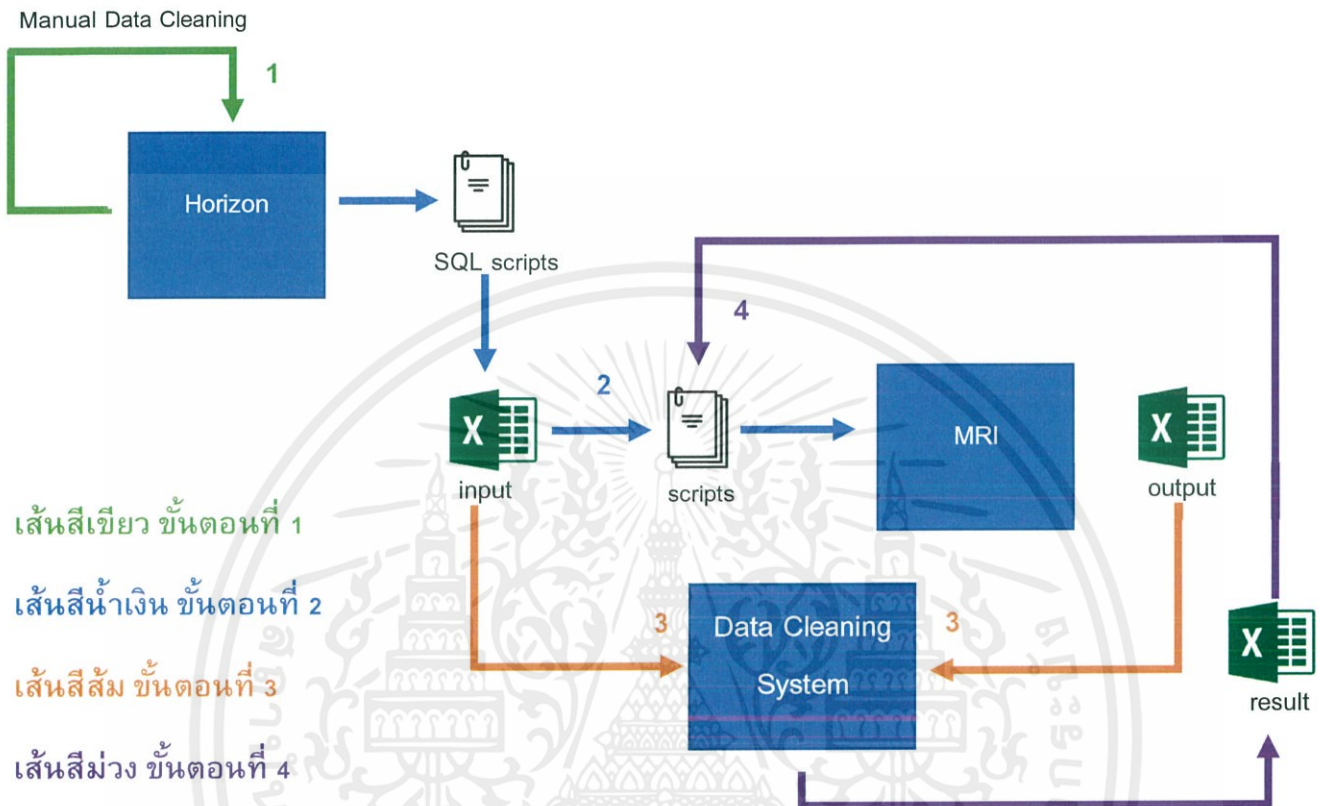 Manual Data Cleaning
1
Horizon
SQL scripts
4
2
X
input
scripts
MRI
X
output
เส้นสีเขียว ขั้นตอนที่ 1
เส้นสีน้ำเงิน ขั้นตอนที่ 2
เส้นสีส้ม ขั้นตอนที่ 3
เส้นสีม่วง ขั้นตอนที่ 4
3
Data Cleaning
System
3
X
result